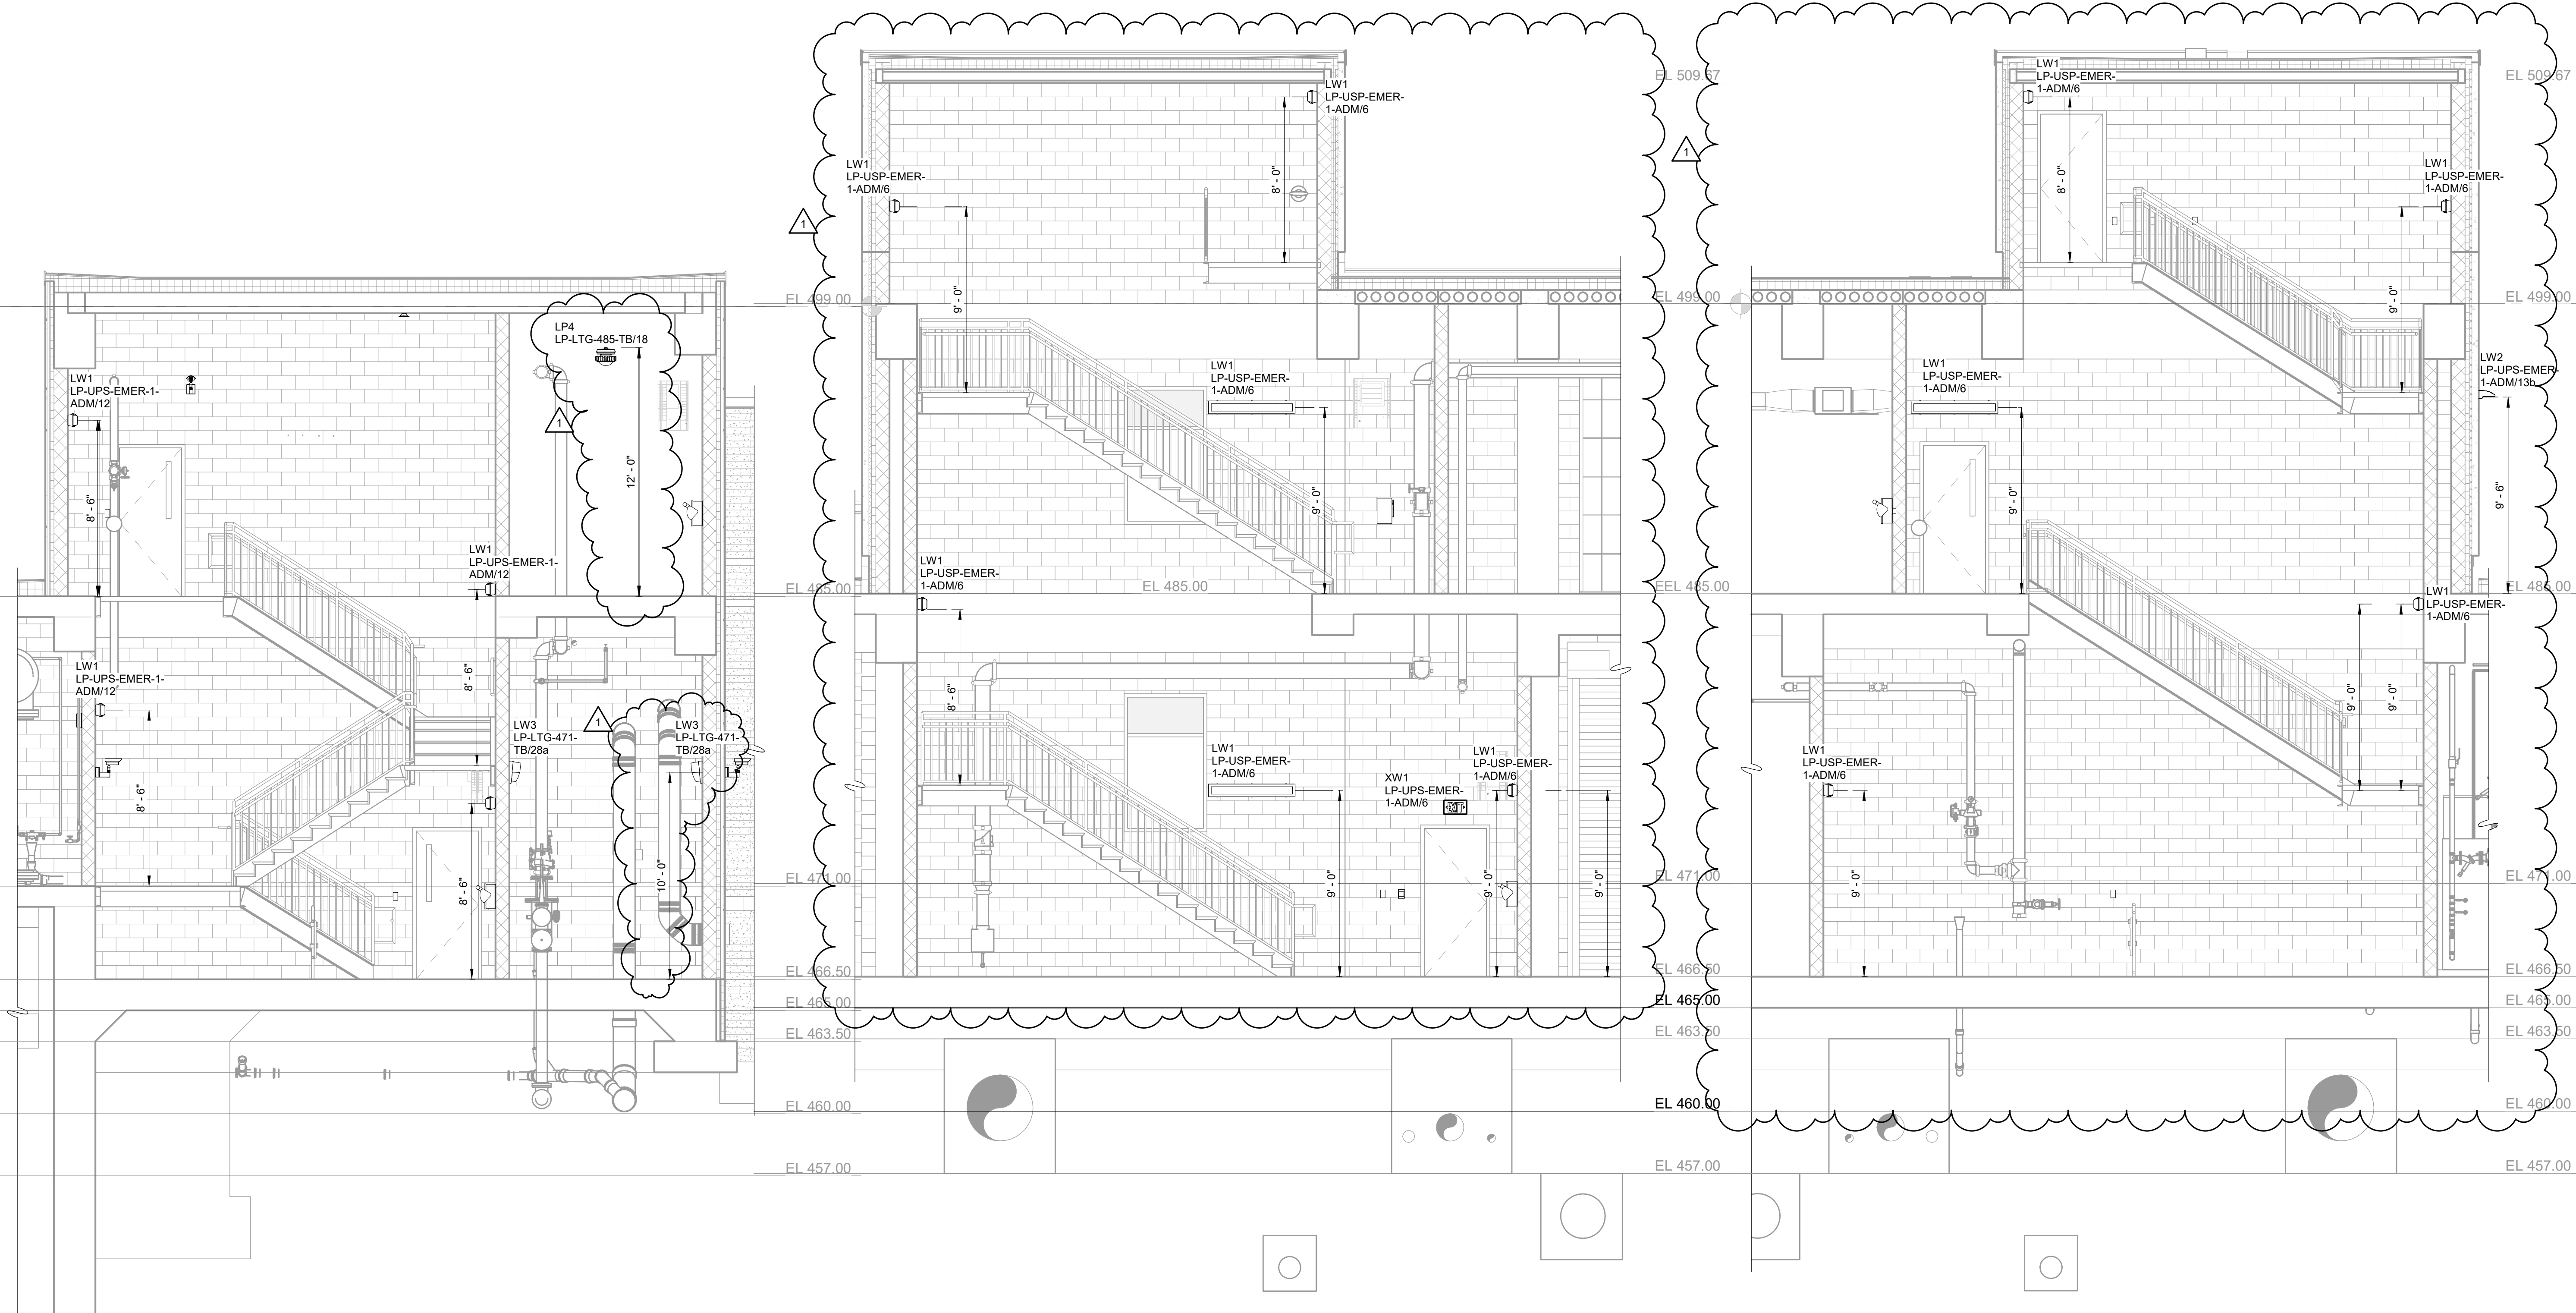 LP4
LP-LTG-485-TB/18
12' - 0"
1
LW1
LP-UPS-EMER-1-
ADM/12
8' - 6"
LW1
LP-UPS-EMER-1-
ADM/12
8' - 6"
LW1
LP-UPS-EMER-1-
ADM/12
8' - 6"
8' - 6"
LW3
LP-LTG-471-
TB/28a
1
LW3
LP-LTG-471-
TB/28a
10' - 0"
EL 499.00
EL 485.00
EL 471.00
EL 466.50
EL 465.00
EL 463.50
EL 460.00
EL 457.00
1
LW1
LP-USP-EMER-
1-ADM/6
8' - 0"
LW1
LP-USP-EMER-
1-ADM/6
9' - 0"
LW1
LP-USP-EMER-
1-ADM/6
9' - 0"
LW1
LP-USP-EMER-
1-ADM/6
EL 485.00
8' - 6"
LW1
LP-USP-EMER-
1-ADM/6
9' - 0"
XW1
LP-UPS-EMER-
1-ADM/6
EXIT
LW1
LP-USP-EMER-
1-ADM/6
9' - 0"
9' - 0"
EL 509.67
EL 499.00
EEL 485.00
EL 471.00
EL 466.50
EL 465.00
EL 463.50
EL 460.00
EL 457.00
1
LW1
LP-USP-EMER-
1-ADM/6
8' - 0"
LW1
LP-USP-EMER-
1-ADM/6
9' - 0"
LW1
LP-USP-EMER-
1-ADM/6
9' - 0"
LW2
LP-UPS-EMER-
1-ADM/13b
9' - 6"
LW1
LP-USP-EMER-
1-ADM/6
9' - 0"
9' - 0"
LW1
LP-USP-EMER-
1-ADM/6
9' - 0"
EL 509.67
EL 499.00
EL 485.00
EL 471.00
EL 466.50
EL 465.00
EL 463.50
EL 460.00
EL 457.00